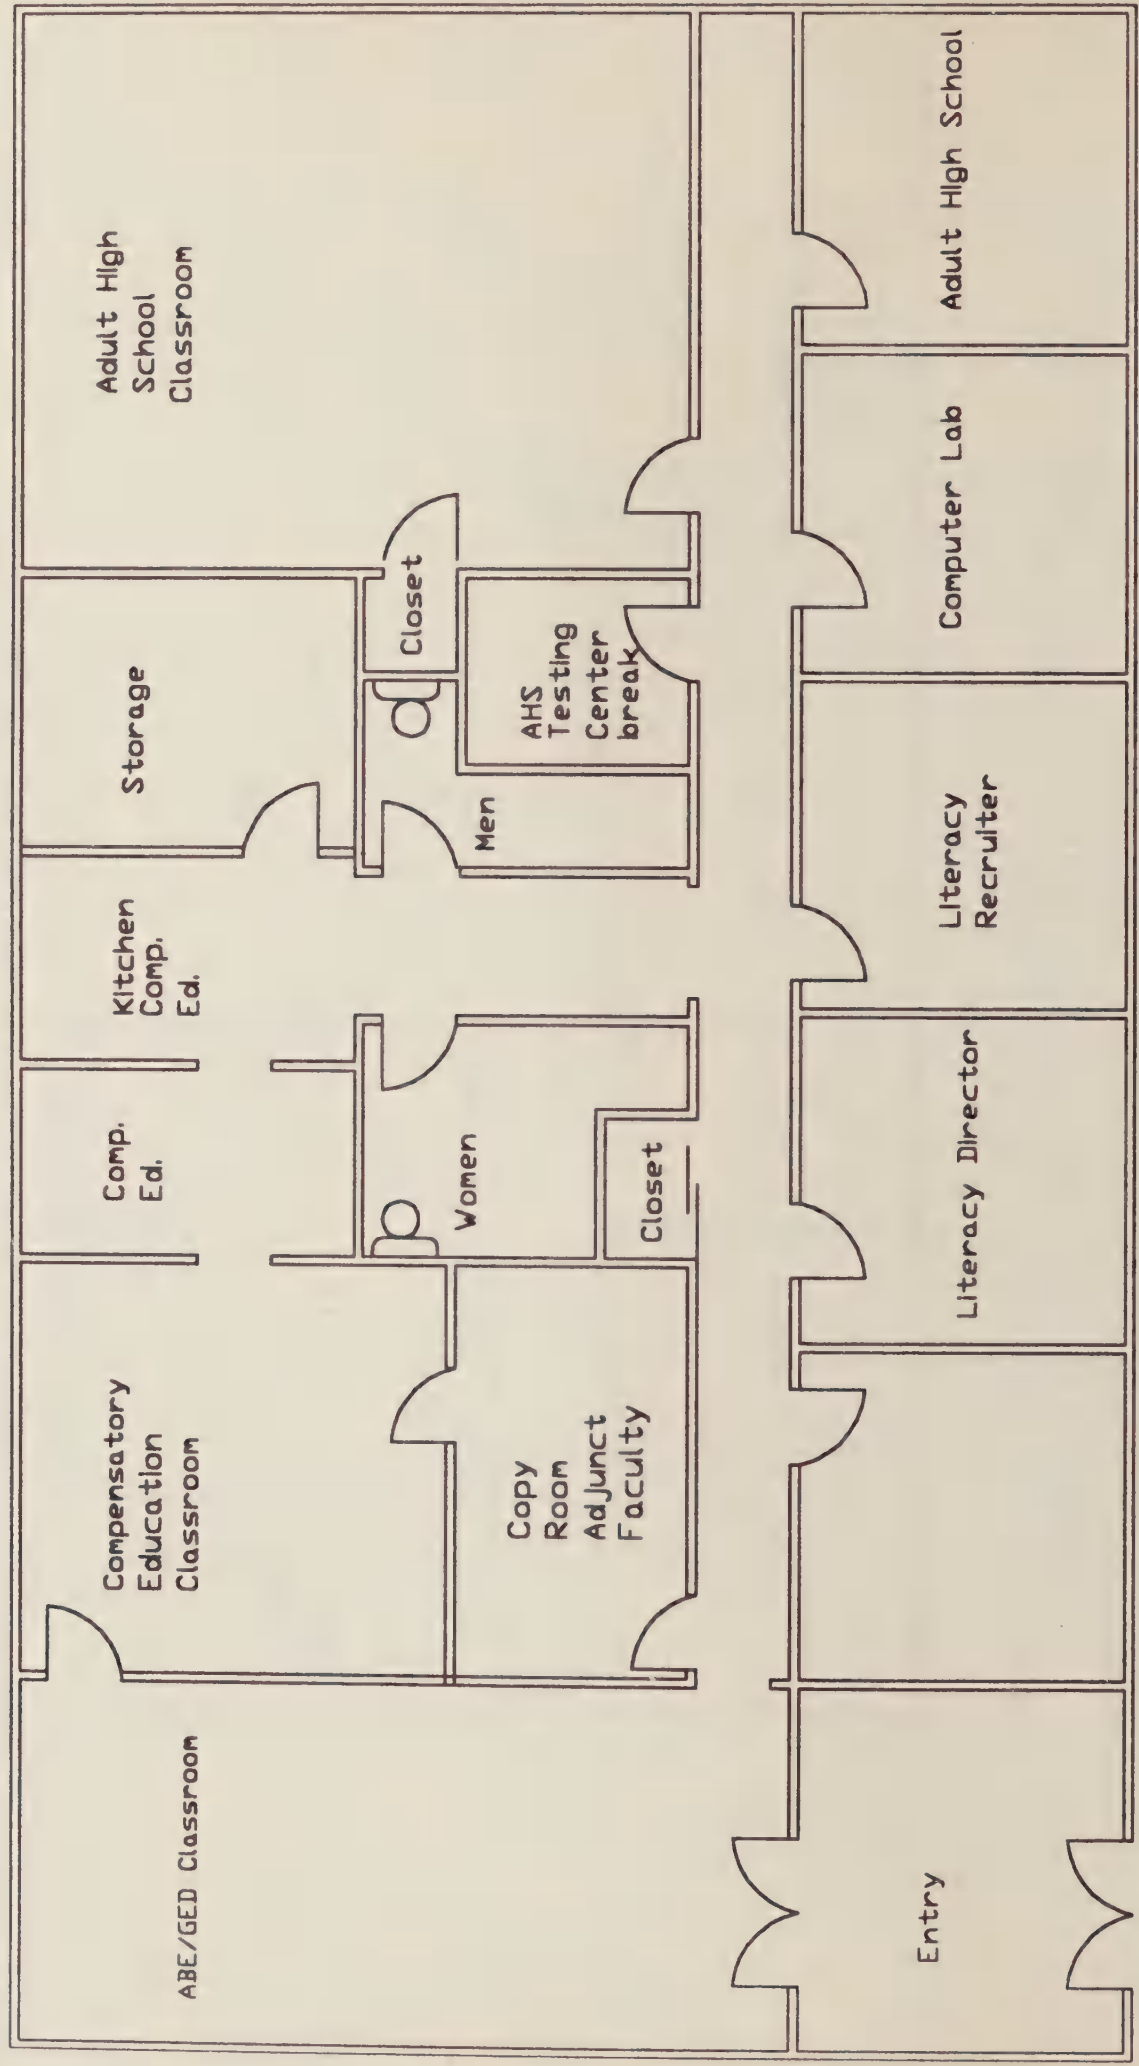 ABE/GED Classroom
Compensatory
Education
Classroom
Comp.
Ed.
Kitchen
Comp.
Ed.
Storage
Adult High
School
Classroom
Copy
Room
Adjunct
Faculty
Women
Closet
Men
Closet
AHS
Testing
Center
break
Entry
Literacy Director
Literacy
Recruiter
Computer Lab
Adult High School